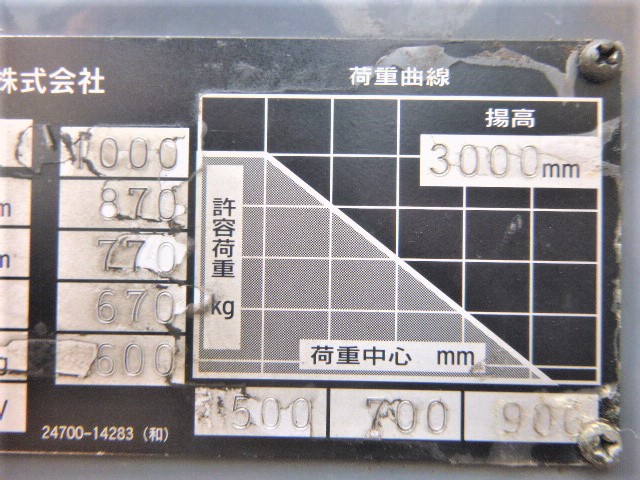 株式会社
荷重曲線
揚高
3000mm
1000
870
770
670
600
許容荷重
kg
荷重中心 mm
500 700 900
24700-14283 (和)
m
m
g
V